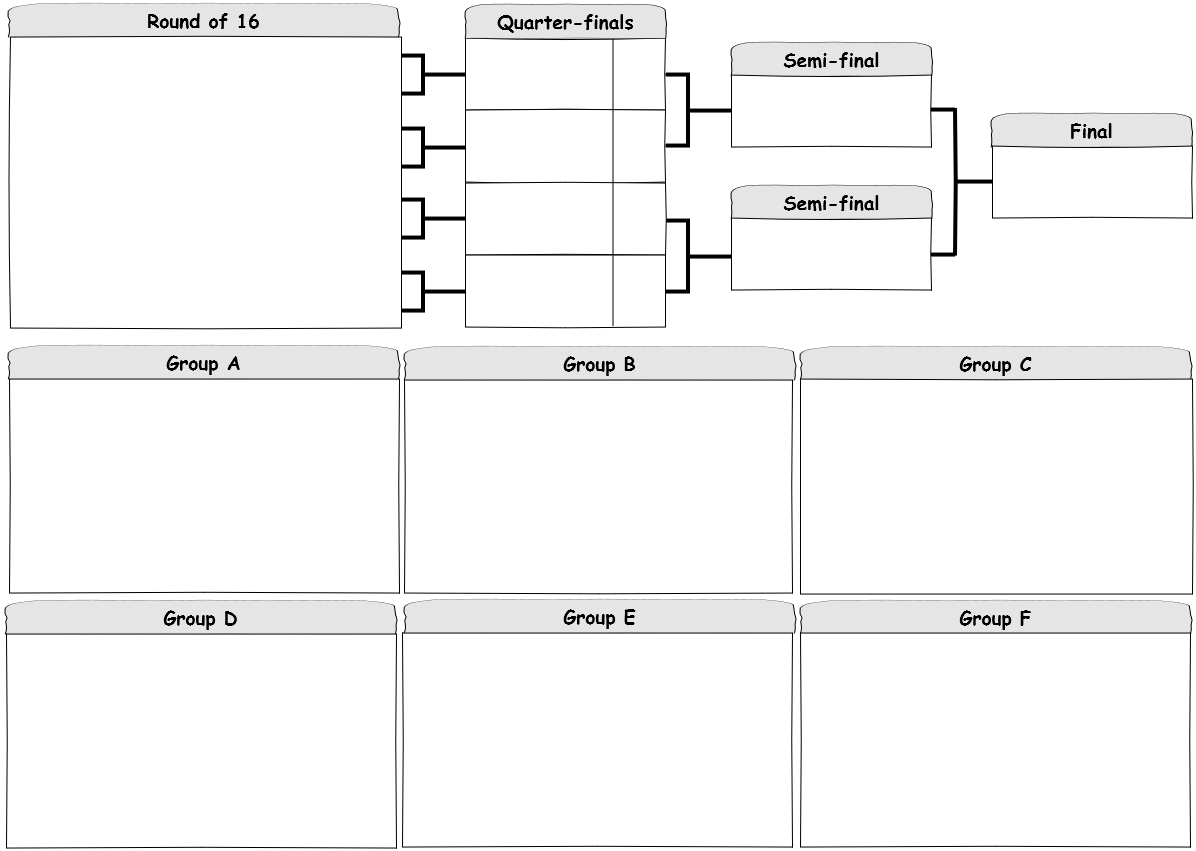 Round of 16
Quarter-finals
Semi-final
Final
Semi-final
Group A
Group B
Group C
Group D
Group E
Group F